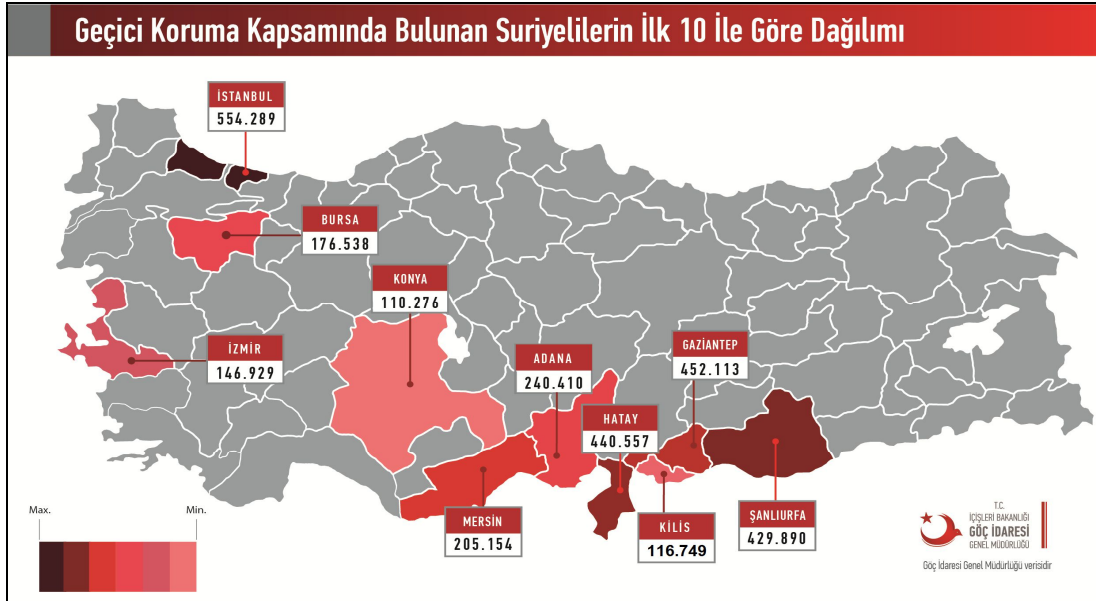 Geçici Koruma Kapsamında Bulunan Suriyelilerin İlk 10 İle Göre Dağılımı
İSTANBUL
554.289
BURSA
176.538
KONYA
110.276
İZMİR
146.929
ADANA
240.410
GAZİANTEP
452.113
HATAY
440.557
MERSİN
205.154
KİLİS
116.749
ŞANLIURFA
429.890
Max.
Min.
T.C.
İÇİŞLERİ BAKANLIĞI
GÖÇ İDARESİ
GENEL MÜDÜRLÜĞÜ
Göç İdaresi Genel Müdürlüğü verisidir